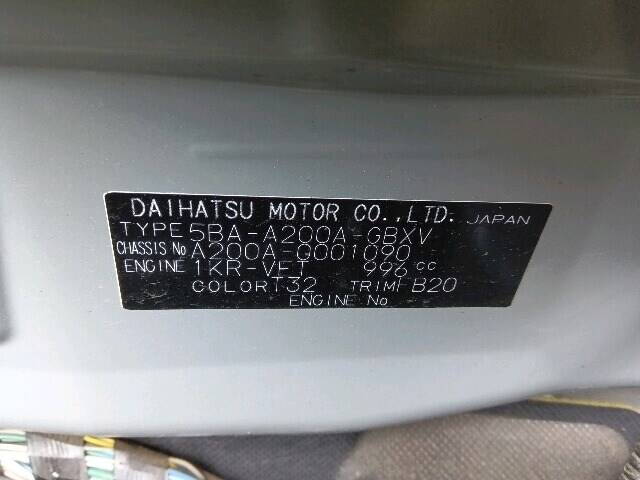 DAIHATSU MOTOR CO.,LTD. JAPAN
TYPE 5BA-A200A-GBXV
CHASSIS No A200A-0001090
ENGINE 1KR-VET 996 cc
COLOR T32 TRIM FB20
ENGINE No